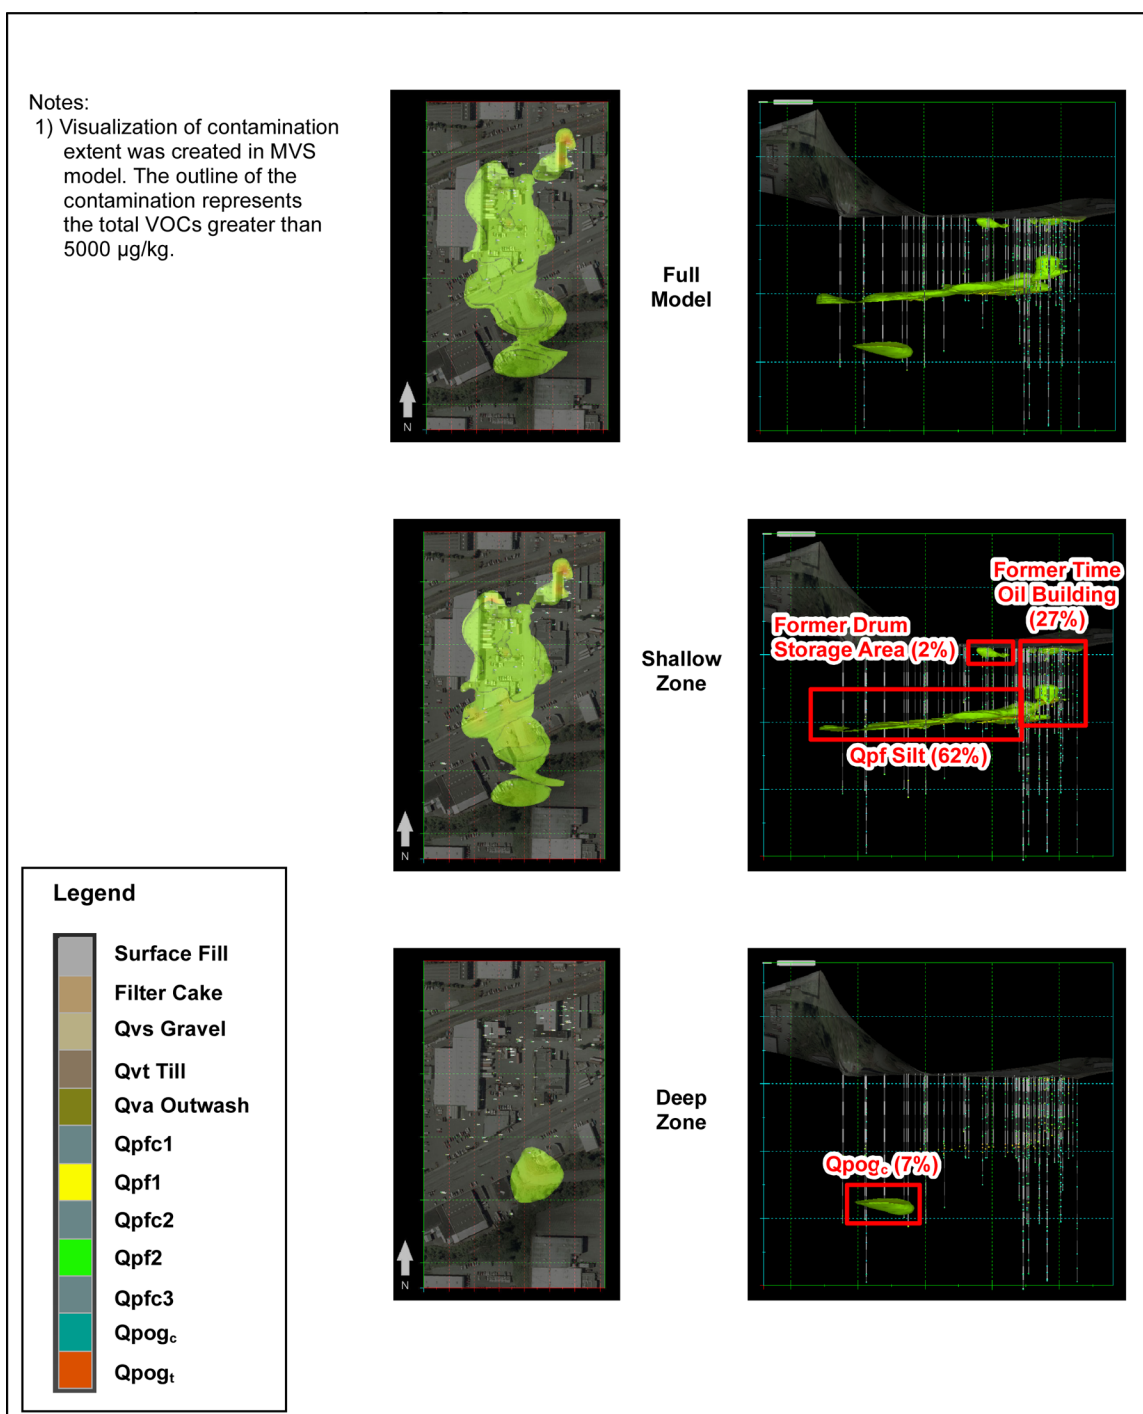 Notes:
1) Visualization of contamination
extent was created in MVS
model. The outline of the
contamination represents
the total VOCs greater than
5000 µg/kg.
N
Full
Model
N
Shallow
Zone
Former Time
Oil Building
(27%)
Former Drum
Storage Area (2%)
Qpf Silt (62%)
N
Deep
Zone
Qpogc (7%)
Legend
Surface Fill
Filter Cake
Qvs Gravel
Qvt Till
Qva Outwash
Qpfc1
Qpf1
Qpfc2
Qpf2
Qpfc3
Qpogc
Qpogt